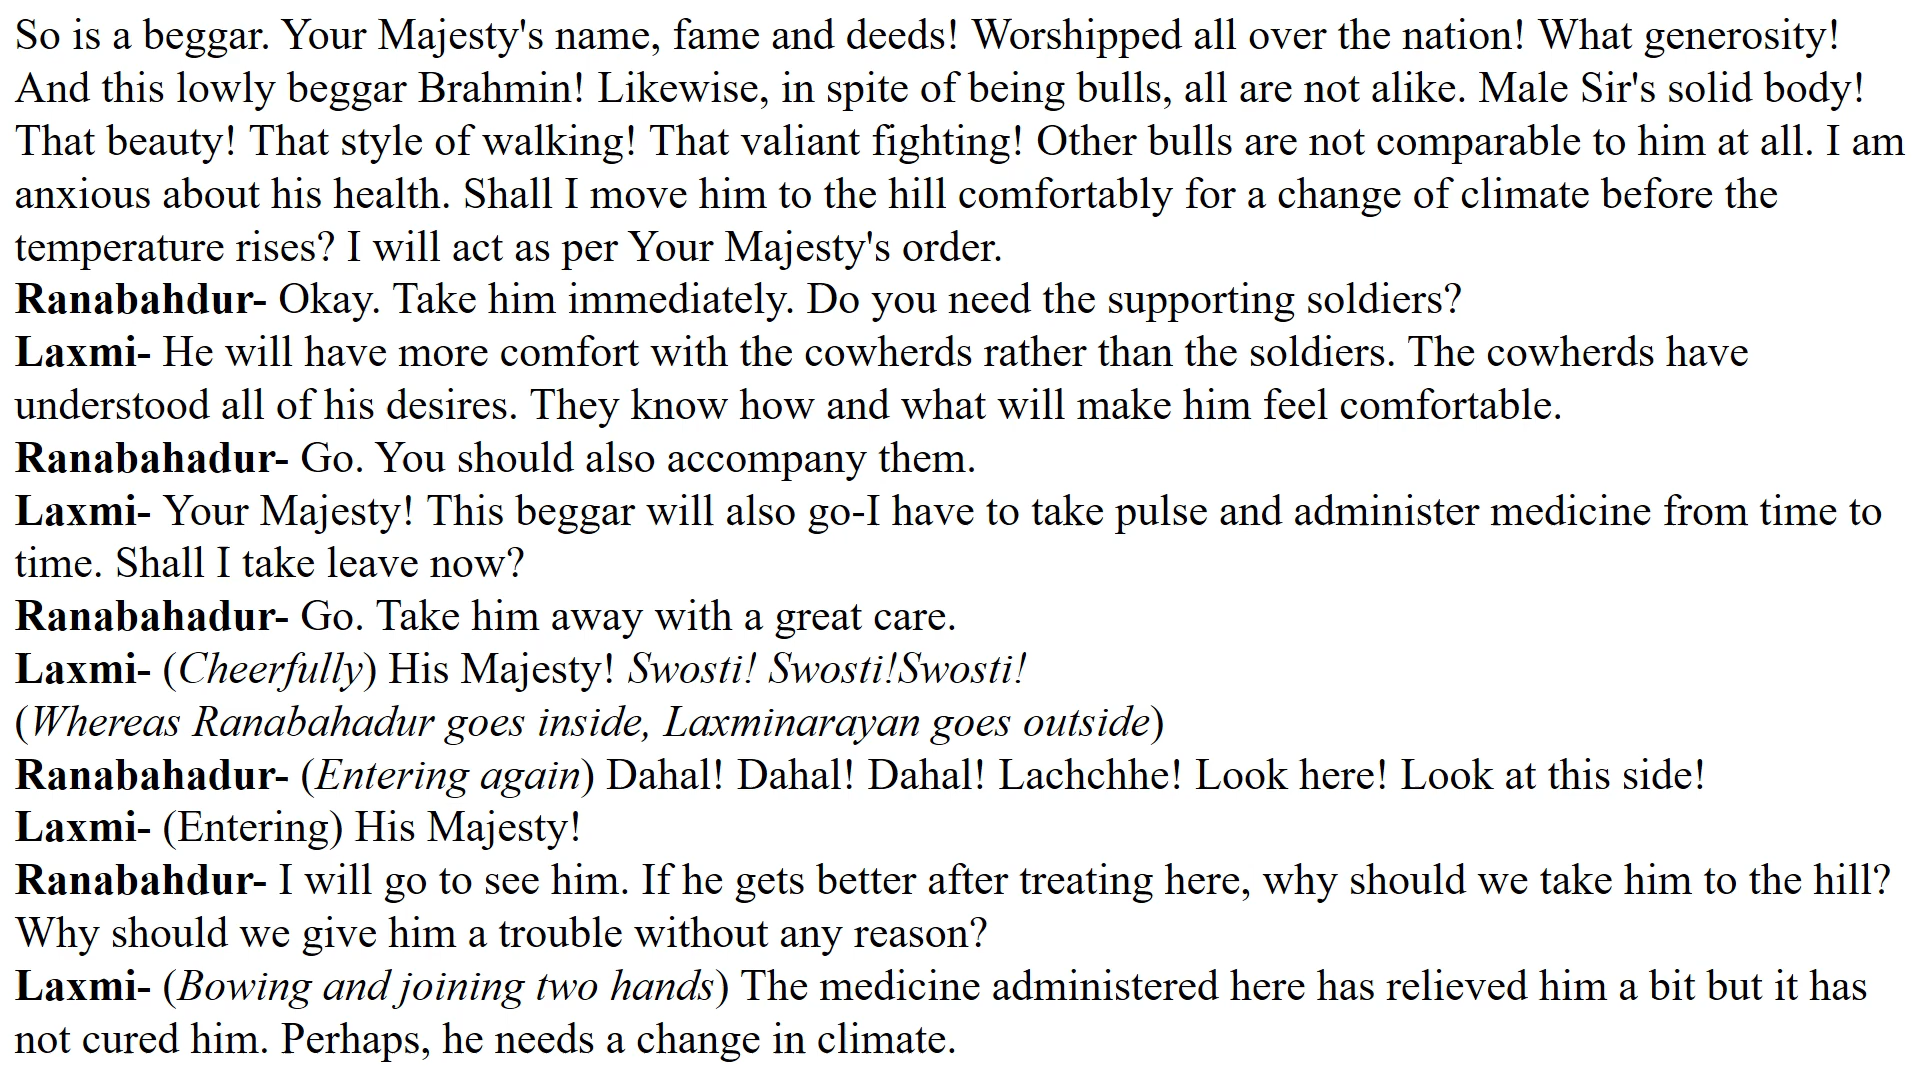 So is a beggar. Your Majesty's name, fame and deeds! Worshipped all over the nation! What generosity!
And this lowly beggar Brahmin! Likewise, in spite of being bulls, all are not alike. Male Sir's solid body!
That beauty! That style of walking! That valiant fighting! Other bulls are not comparable to him at all. I am
anxious about his health. Shall I move him to the hill comfortably for a change of climate before the
temperature rises? I will act as per Your Majesty's order.
Ranabahdur- Okay. Take him immediately. Do you need the supporting soldiers?
Laxmi- He will have more comfort with the cowherds rather than the soldiers. The cowherds have
understood all of his desires. They know how and what will make him feel comfortable.
Ranabahadur- Go. You should also accompany them.
Laxmi- Your Majesty! This beggar will also go-I have to take pulse and administer medicine from time to
time. Shall I take leave now?
Ranabahadur- Go. Take him away with a great care.
Laxmi- (Cheerfully) His Majesty! Swosti! Swosti!Swosti!
(Whereas Ranabahadur goes inside, Laxminarayan goes outside)
Ranabahadur- (Entering again) Dahal! Dahal! Dahal! Lachchhe! Look here! Look at this side!
Laxmi- (Entering) His Majesty!
Ranabahdur- I will go to see him. If he gets better after treating here, why should we take him to the hill?
Why should we give him a trouble without any reason?
Laxmi- (Bowing and joining two hands) The medicine administered here has relieved him a bit but it has
not cured him. Perhaps, he needs a change in climate.